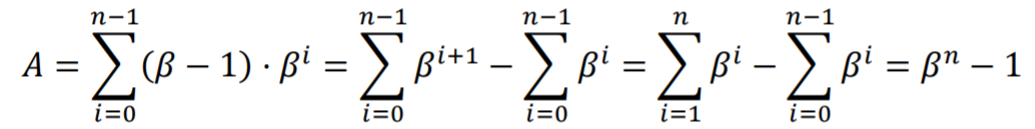 $A = \sum_{i=0}^{n-1} (\beta - 1) \cdot \beta^i = \sum_{i=0}^{n-1} \beta^{i+1} - \sum_{i=0}^{n-1} \beta^i = \sum_{i=1}^{n} \beta^i - \sum_{i=0}^{n-1} \beta^i = \beta^n - 1$